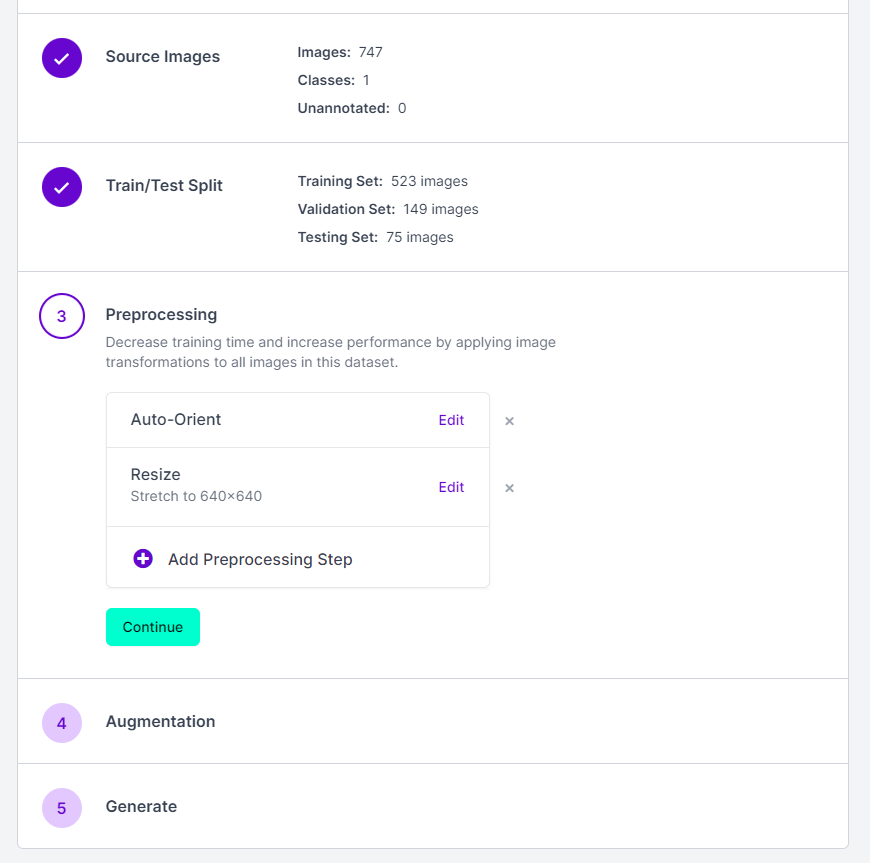 Source Images
Images: 747
Classes: 1
Unannotated: 0
Train/Test Split
Training Set: 523 images
Validation Set: 149 images
Testing Set: 75 images
3
Preprocessing
Decrease training time and increase performance by applying image
transformations to all images in this dataset.
Auto-Orient Edit ×
Resize
Stretch to 640×640
Edit ×
Add Preprocessing Step
Continue
4 Augmentation
5 Generate